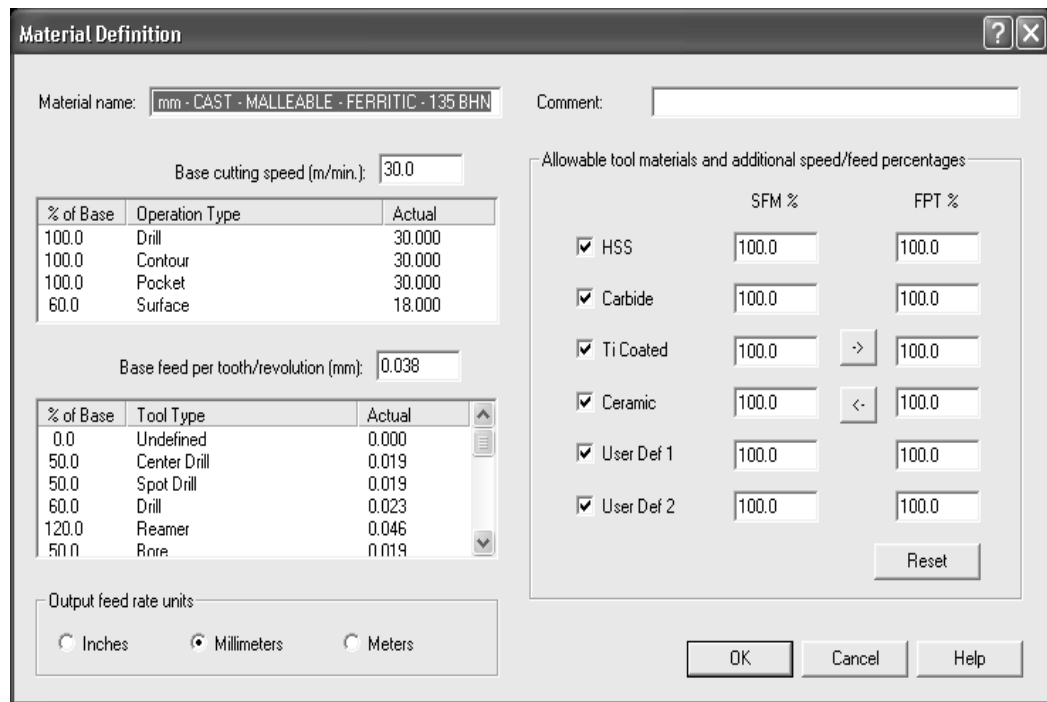 Material Definition
Material name: mm - CAST - MALLEABLE - FERRITIC - 135 BHN
Comment:
Base cutting speed (m/min.): 30.0
% of Base Operation Type Actual
100.0 Drill 30.000
100.0 Contour 30.000
100.0 Pocket 30.000
60.0 Surface 18.000
Base feed per tooth/revolution (mm): 0.038
% of Base Tool Type Actual
0.0 Undefined 0.000
50.0 Center Drill 0.019
50.0 Spot Drill 0.019
60.0 Drill 0.023
120.0 Reamer 0.046
50.0 Bore 0.019
Output feed rate units
Inches Millimeters Meters
Allowable tool materials and additional speed/feed percentages
SFM % FPT %
HSS 100.0 100.0
Carbide 100.0 100.0
Ti Coated 100.0 -> 100.0
Ceramic 100.0 <- 100.0
User Def 1 100.0 100.0
User Def 2 100.0 100.0
Reset
OK Cancel Help